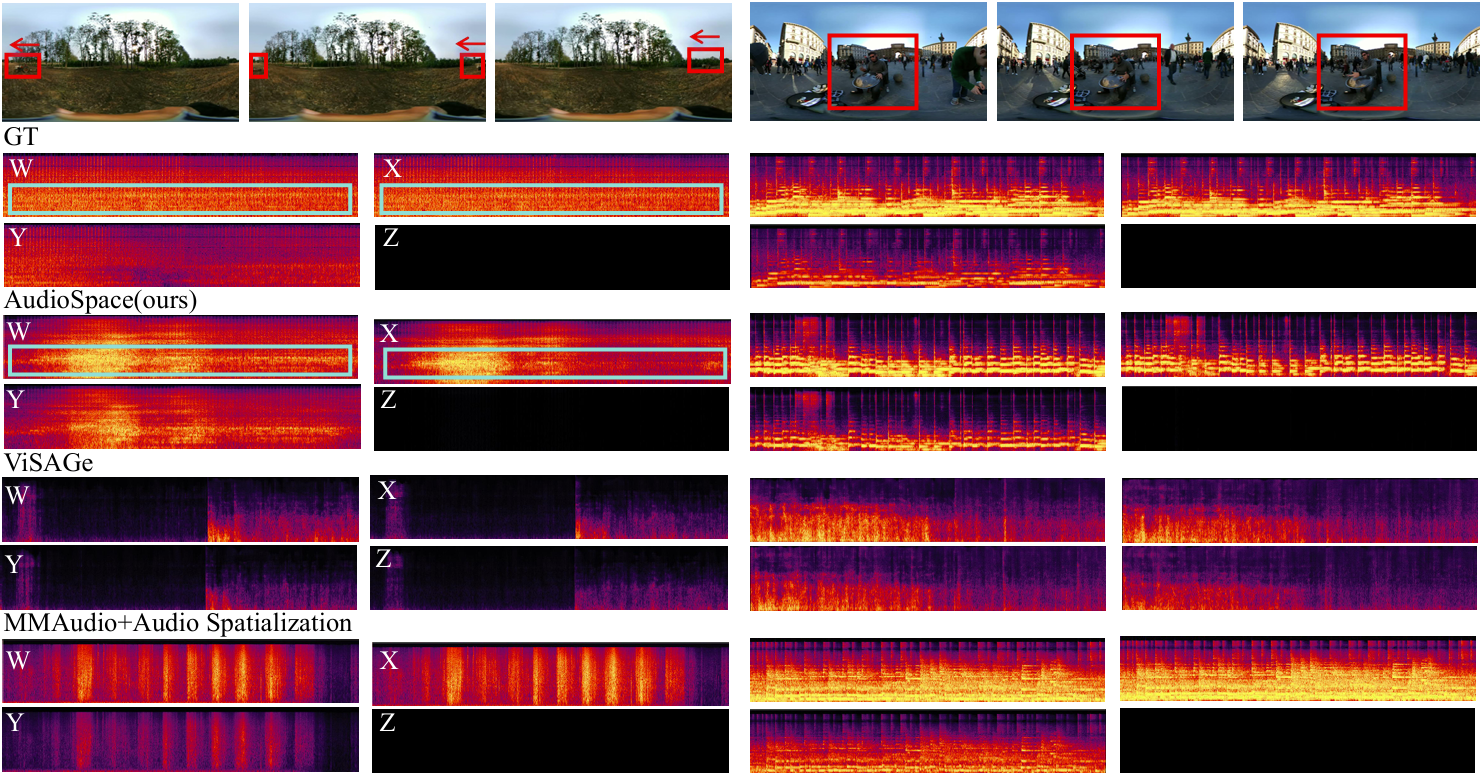 GT
W X
Y Z
AudioSpace(ours)
W X
Y Z
ViSAGe
W X
Y Z
MMAudio+Audio Spatialization
W X
Y Z